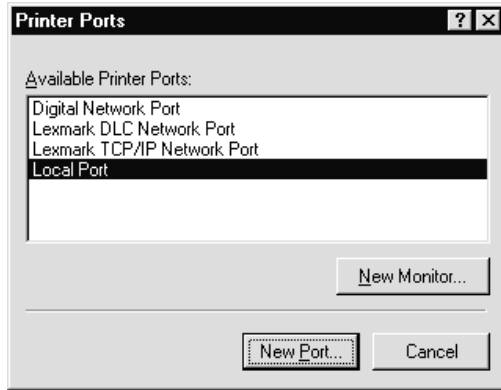 Printer Ports
Available Printer Ports:
Digital Network Port
Lexmark DLC Network Port
Lexmark TCP/IP Network Port
Local Port
New Monitor...
New Port...
Cancel